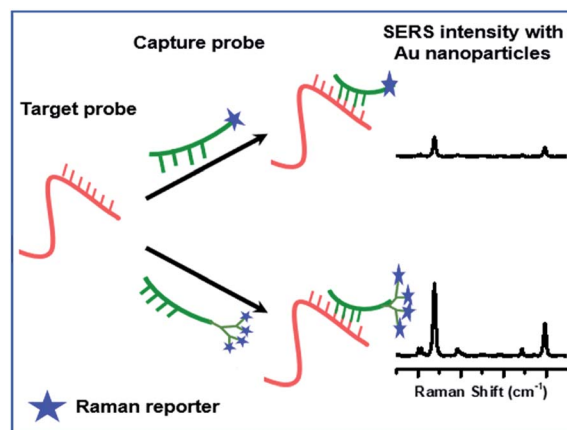 Capture probe
SERS intensity with
Au nanoparticles
Target probe
Raman Shift (cm⁻¹)
Raman reporter